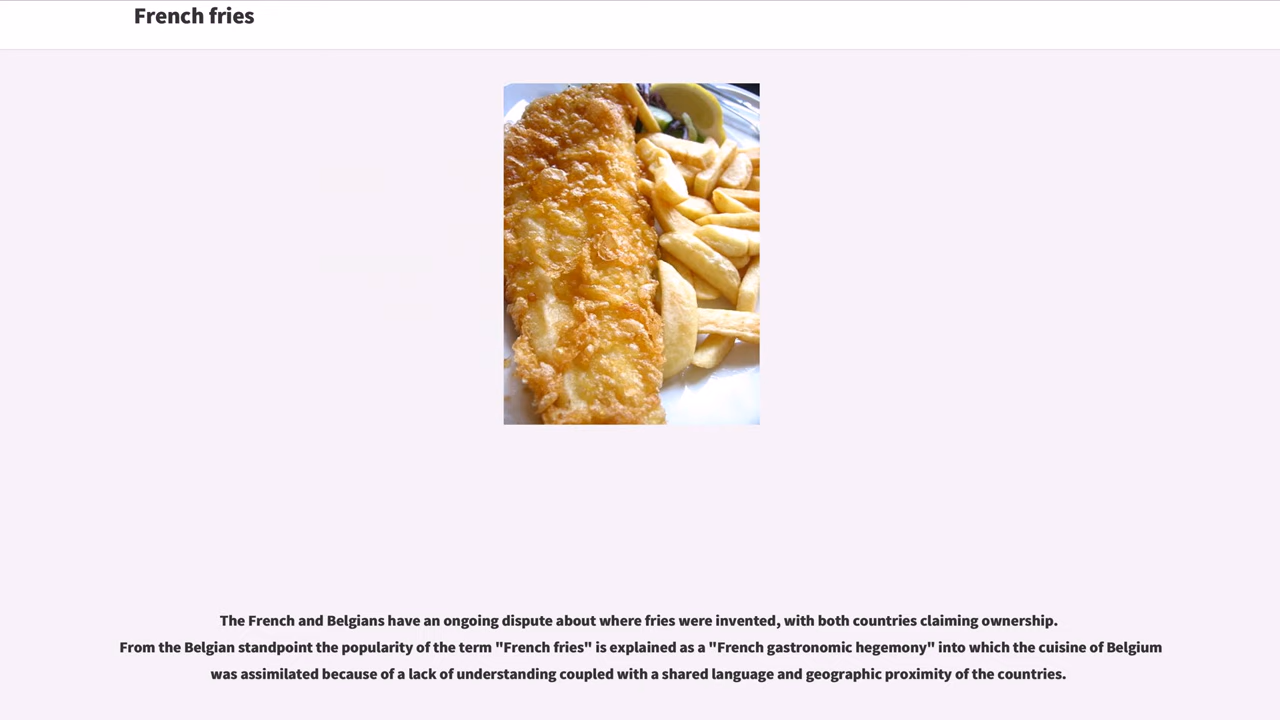 French fries
The French and Belgians have an ongoing dispute about where fries were invented, with both countries claiming ownership.
From the Belgian standpoint the popularity of the term "French fries" is explained as a "French gastronomic hegemony" into which the cuisine of Belgium
was assimilated because of a lack of understanding coupled with a shared language and geographic proximity of the countries.